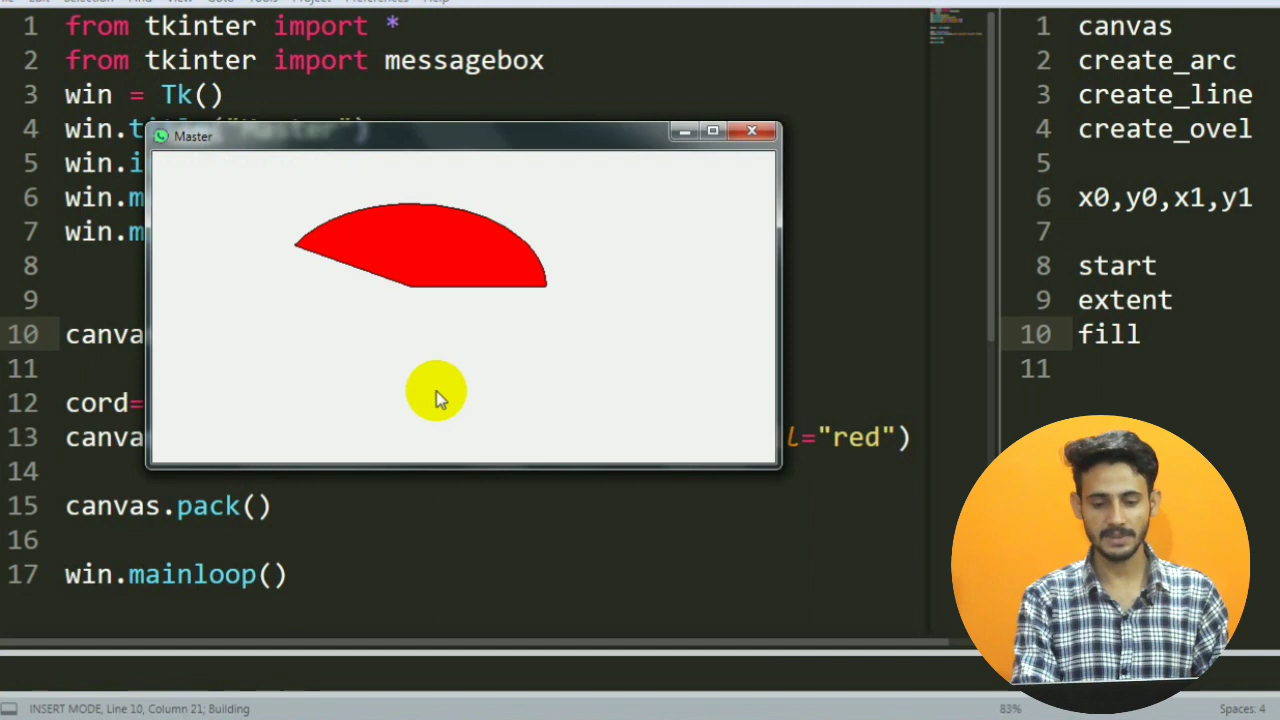 1 from tkinter import *
2 from tkinter import messagebox
3 win = Tk()
4 win.t
5 win.i
6 win.m
7 win.m
8
9
10 canva
11
12 cord=
13 canva l="red")
14
15 canvas.pack()
16
17 win.mainloop()
Master
1 canvas
2 create_arc
3 create_line
4 create_ovel
5
6 x0,y0,x1,y1
7
8 start
9 extent
10 fill
11
INSERT MODE, Line 10, Column 21; Building
83%
Spaces: 4